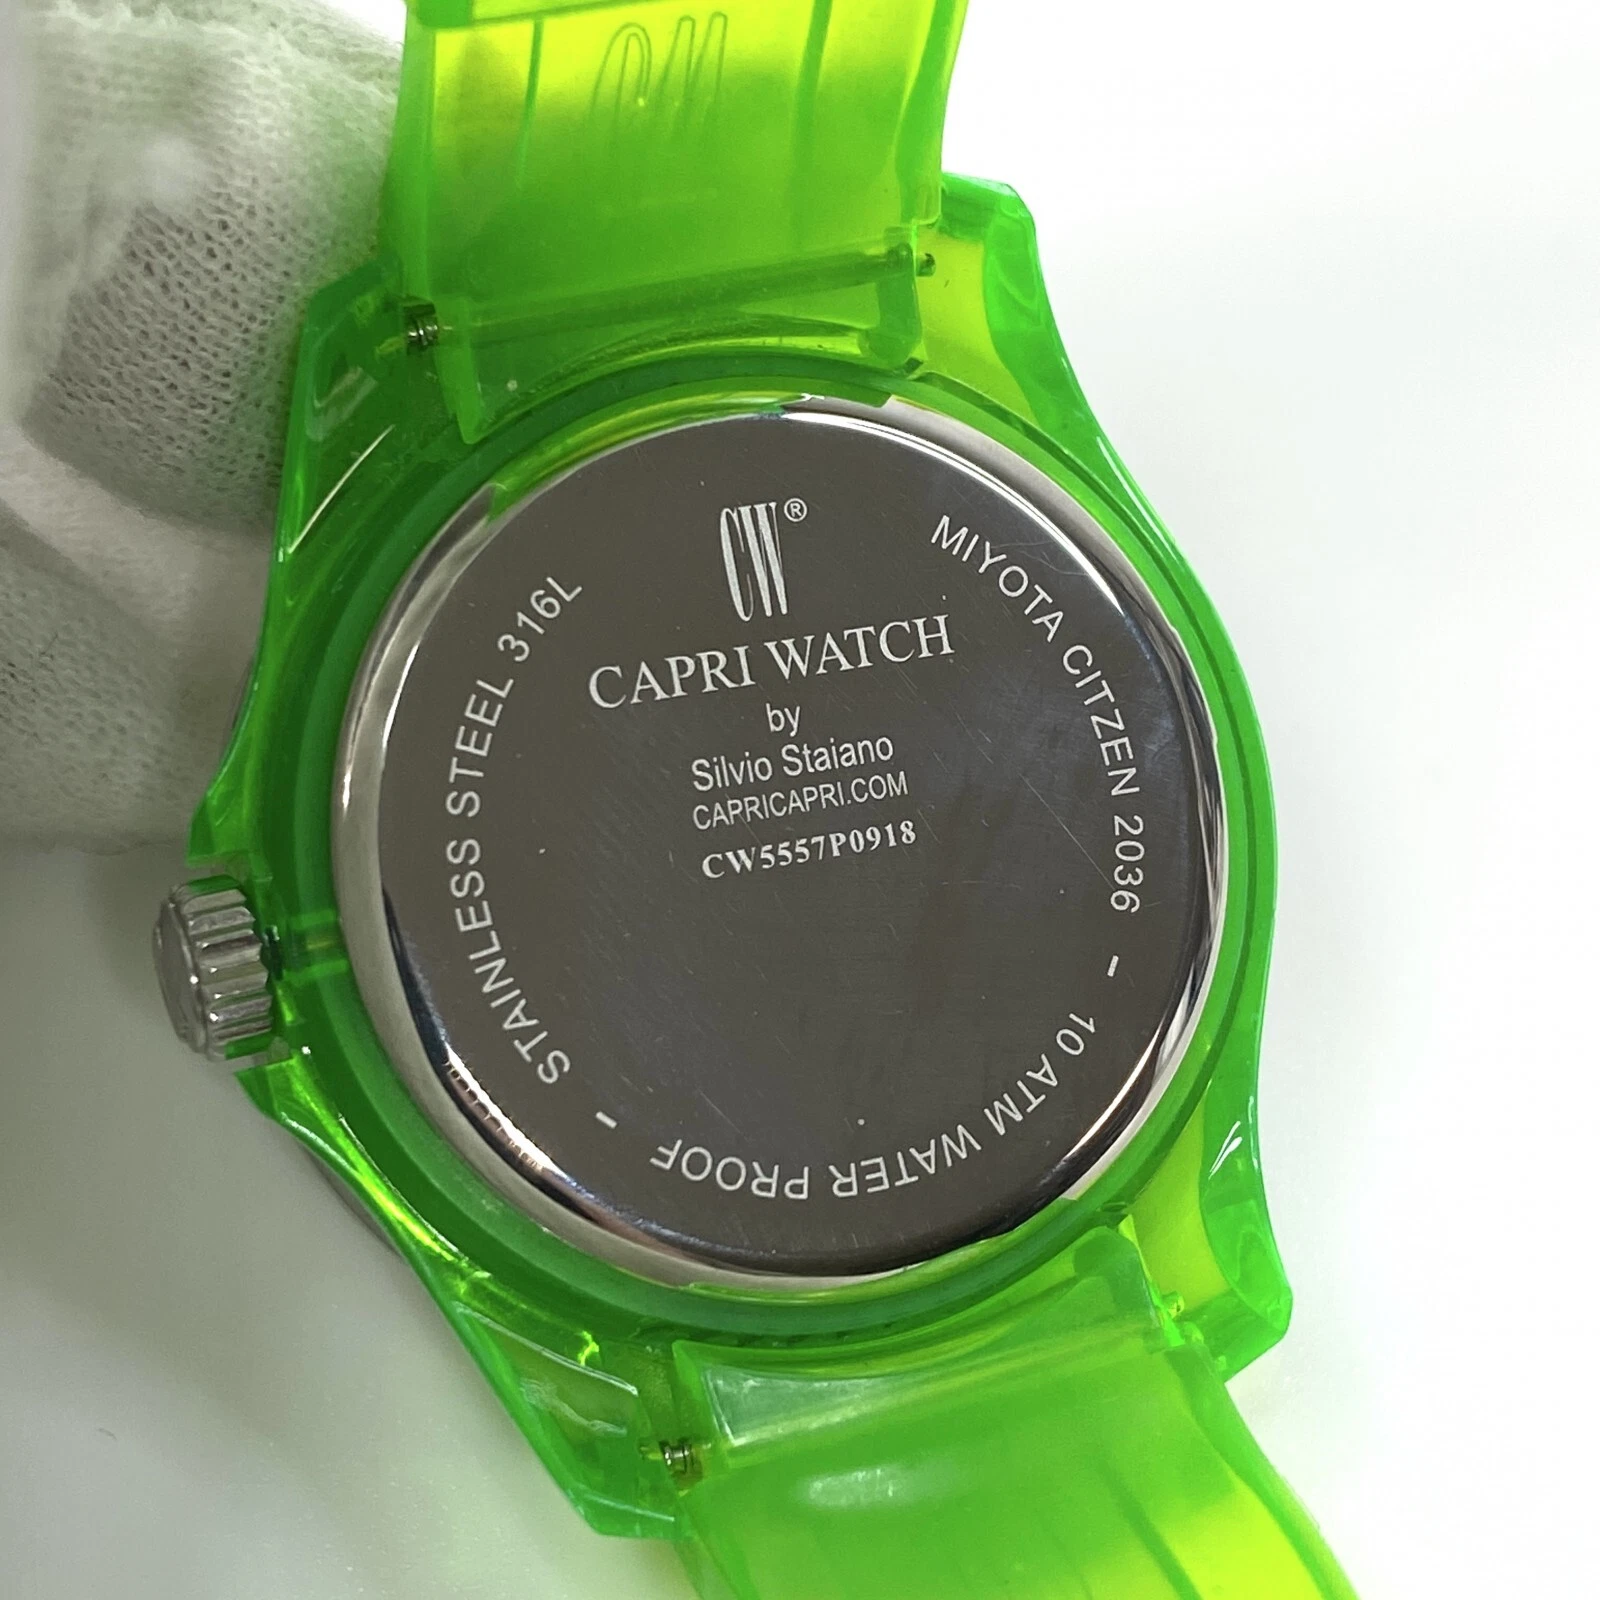 CW®
CAPRI WATCH
by
Silvio Staiano
CAPRICAPRI.COM
CW5557P0918
STAINLESS STEEL 316L
MIYOTA CITZEN 2036 -
10 ATM WATER PROOF -
CW